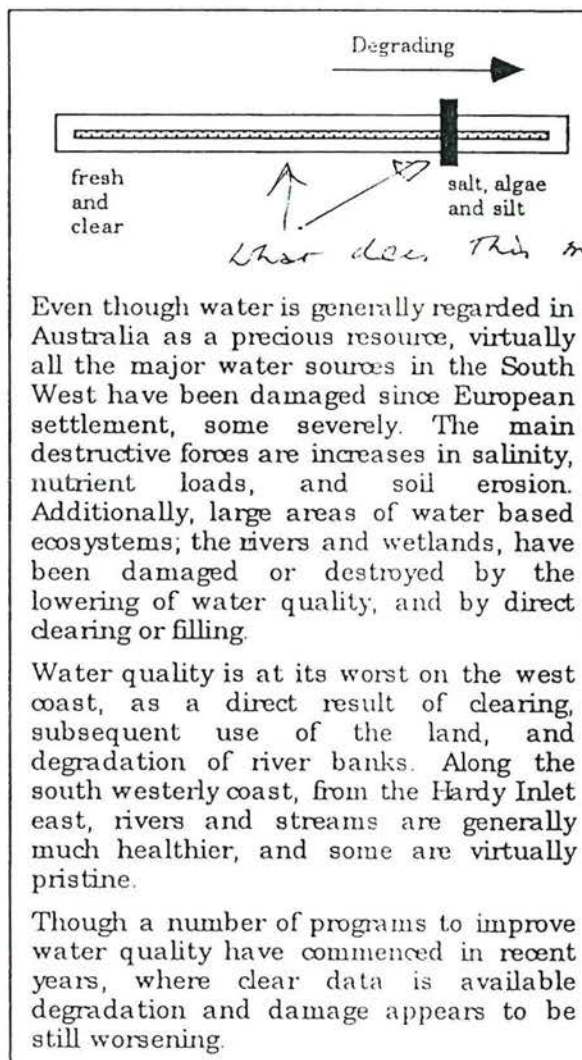 Degrading
fresh
and
clear
salt, algae
and silt
What does This
Even though water is generally regarded in
Australia as a precious resource, virtually
all the major water sources in the South
West have been damaged since European
settlement, some severely. The main
destructive forces are increases in salinity,
nutrient loads, and soil erosion.
Additionally, large areas of water based
ecosystems; the rivers and wetlands, have
been damaged or destroyed by the
lowering of water quality, and by direct
clearing or filling.
Water quality is at its worst on the west
coast, as a direct result of clearing,
subsequent use of the land, and
degradation of river banks. Along the
south westerly coast, from the Hardy Inlet
east, rivers and streams are generally
much healthier, and some are virtually
pristine.
Though a number of programs to improve
water quality have commenced in recent
years, where clear data is available
degradation and damage appears to be
still worsening.